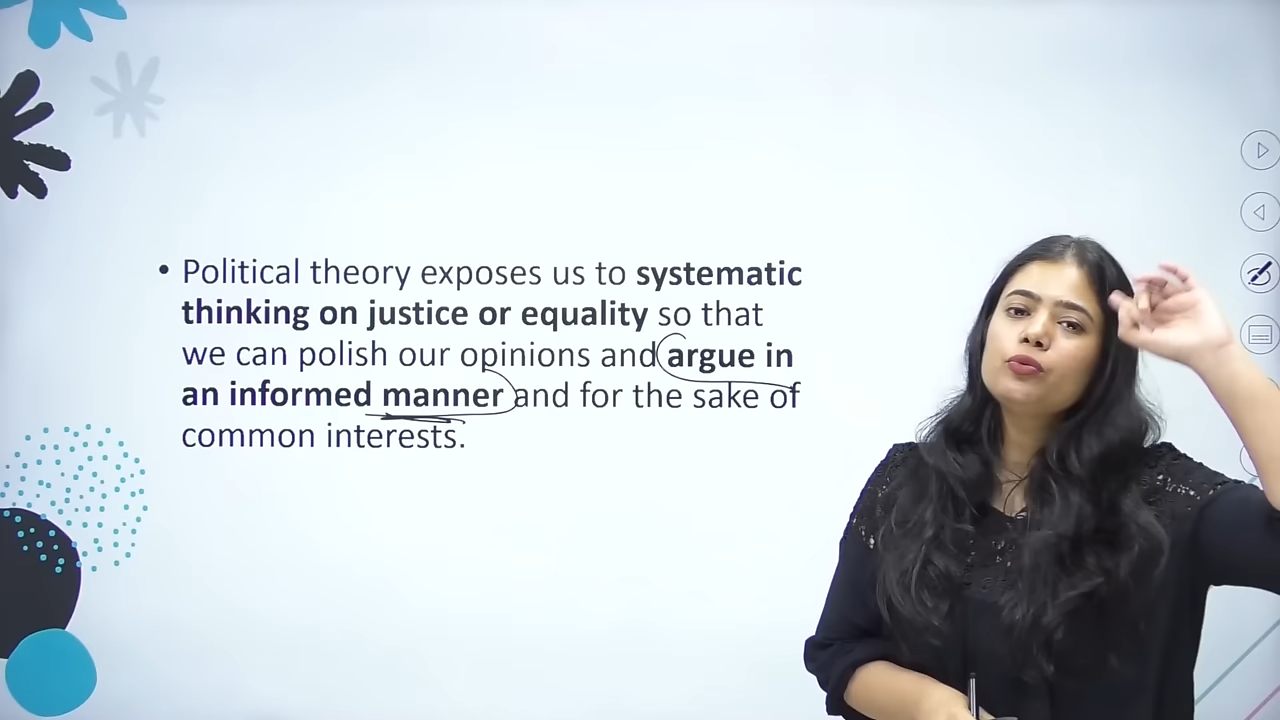 • Political theory exposes us to systematic
thinking on justice or equality so that
we can polish our opinions and argue in
an informed manner and for the sake of
common interests.